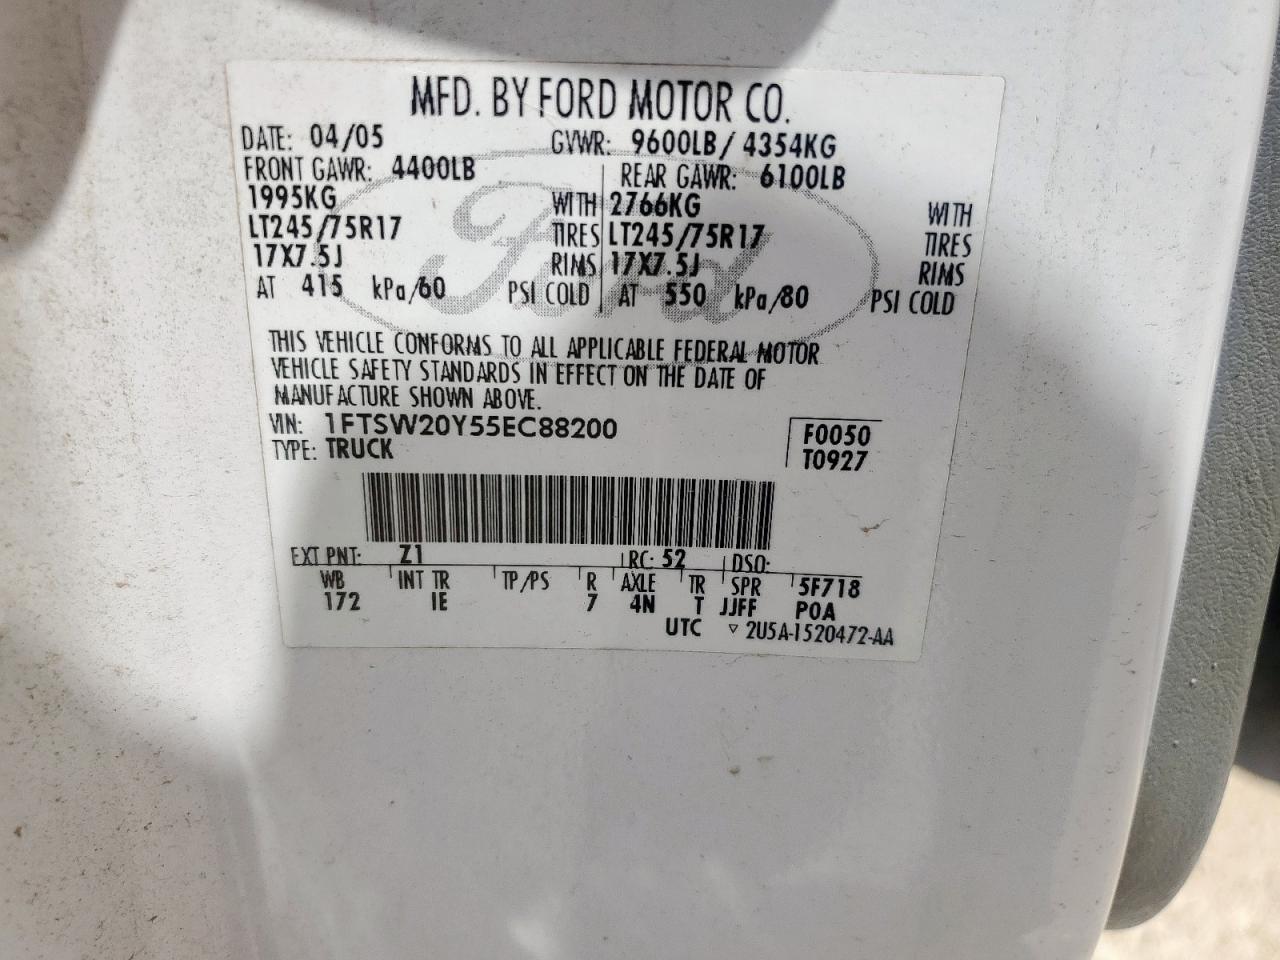 MFD. BY FORD MOTOR CO.
DATE: 04/05 GVWR: 9600LB/ 4354KG
FRONT GAWR: 4400LB REAR GAWR: 6100LB
1995KG WITH 2766KG WITH
LT245/75R17 TIRES LT245/75R17 TIRES
17X7.5J RIMS 17X7.5J RIMS
AT 415 kPa/60 PSI COLD AT 550 kPa/80 PSI COLD
Ford
THIS VEHICLE CONFORMS TO ALL APPLICABLE FEDERAL MOTOR
VEHICLE SAFETY STANDARDS IN EFFECT ON THE DATE OF
MANUFACTURE SHOWN ABOVE.
VIN: 1FTSW20Y55EC88200 F0050
TYPE: TRUCK T0927
EXT PNT: Z1 RC: 52 DSO:
WB INT TR TP/PS R AXLE TR SPR 5F718
172 IE 7 4N T JJFF POA
UTC ▽ 2U5A-1520472-AA